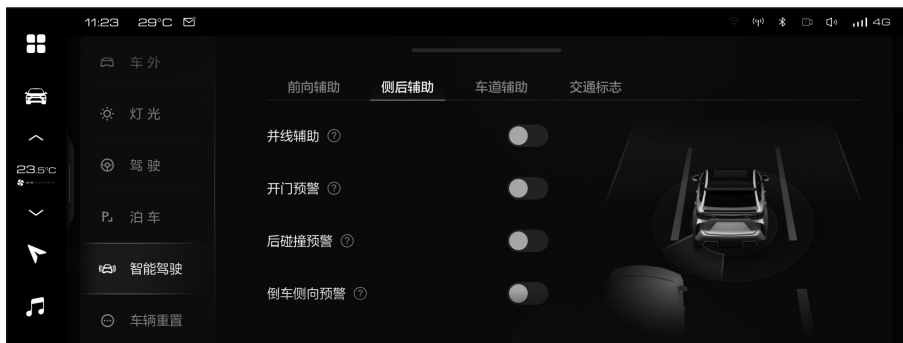 11:23 29°C 4G
车外
灯光
驾驶
P 泊车
智能驾驶
车辆重置
23.5°C
前向辅助 侧后辅助 车道辅助 交通标志
并线辅助 ?
开门预警 ?
后碰撞预警 ?
倒车侧向预警 ?